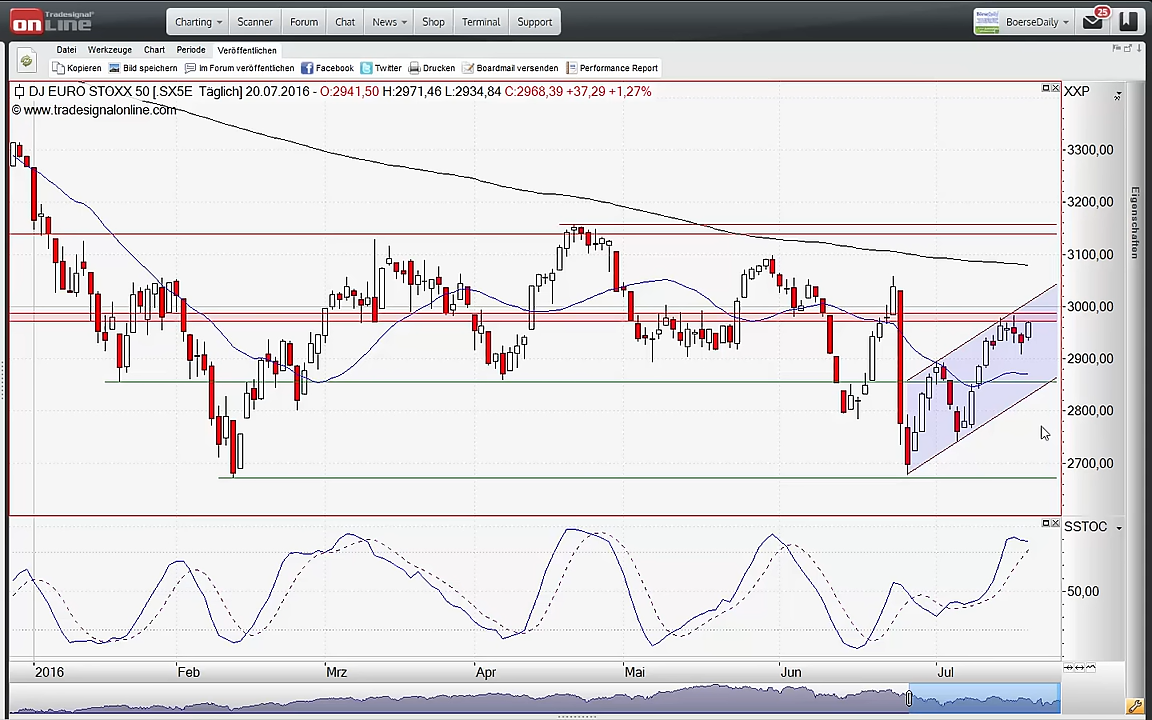 Tradesignal®
onLine
Charting Scanner Forum Chat News Shop Terminal Support
BoerseDaily 25
Datei Werkzeuge Chart Periode Veröffentlichen
Kopieren Bild speichern Im Forum veröffentlichen Facebook Twitter Drucken Boardmail versenden Performance Report
DJ EURO STOXX 50 [.SX5E Täglich] 20.07.2016 - O:2941,50 H:2971,46 L:2934,84 C:2968,39 +37,29 +1,27%
XXP
© www.tradesignalonline.com
3300,00
3200,00
3100,00
3000,00
2900,00
2800,00
2700,00
Eigenschaften
SSTOC
50,00
2016 Feb Mrz Apr Mai Jun Jul